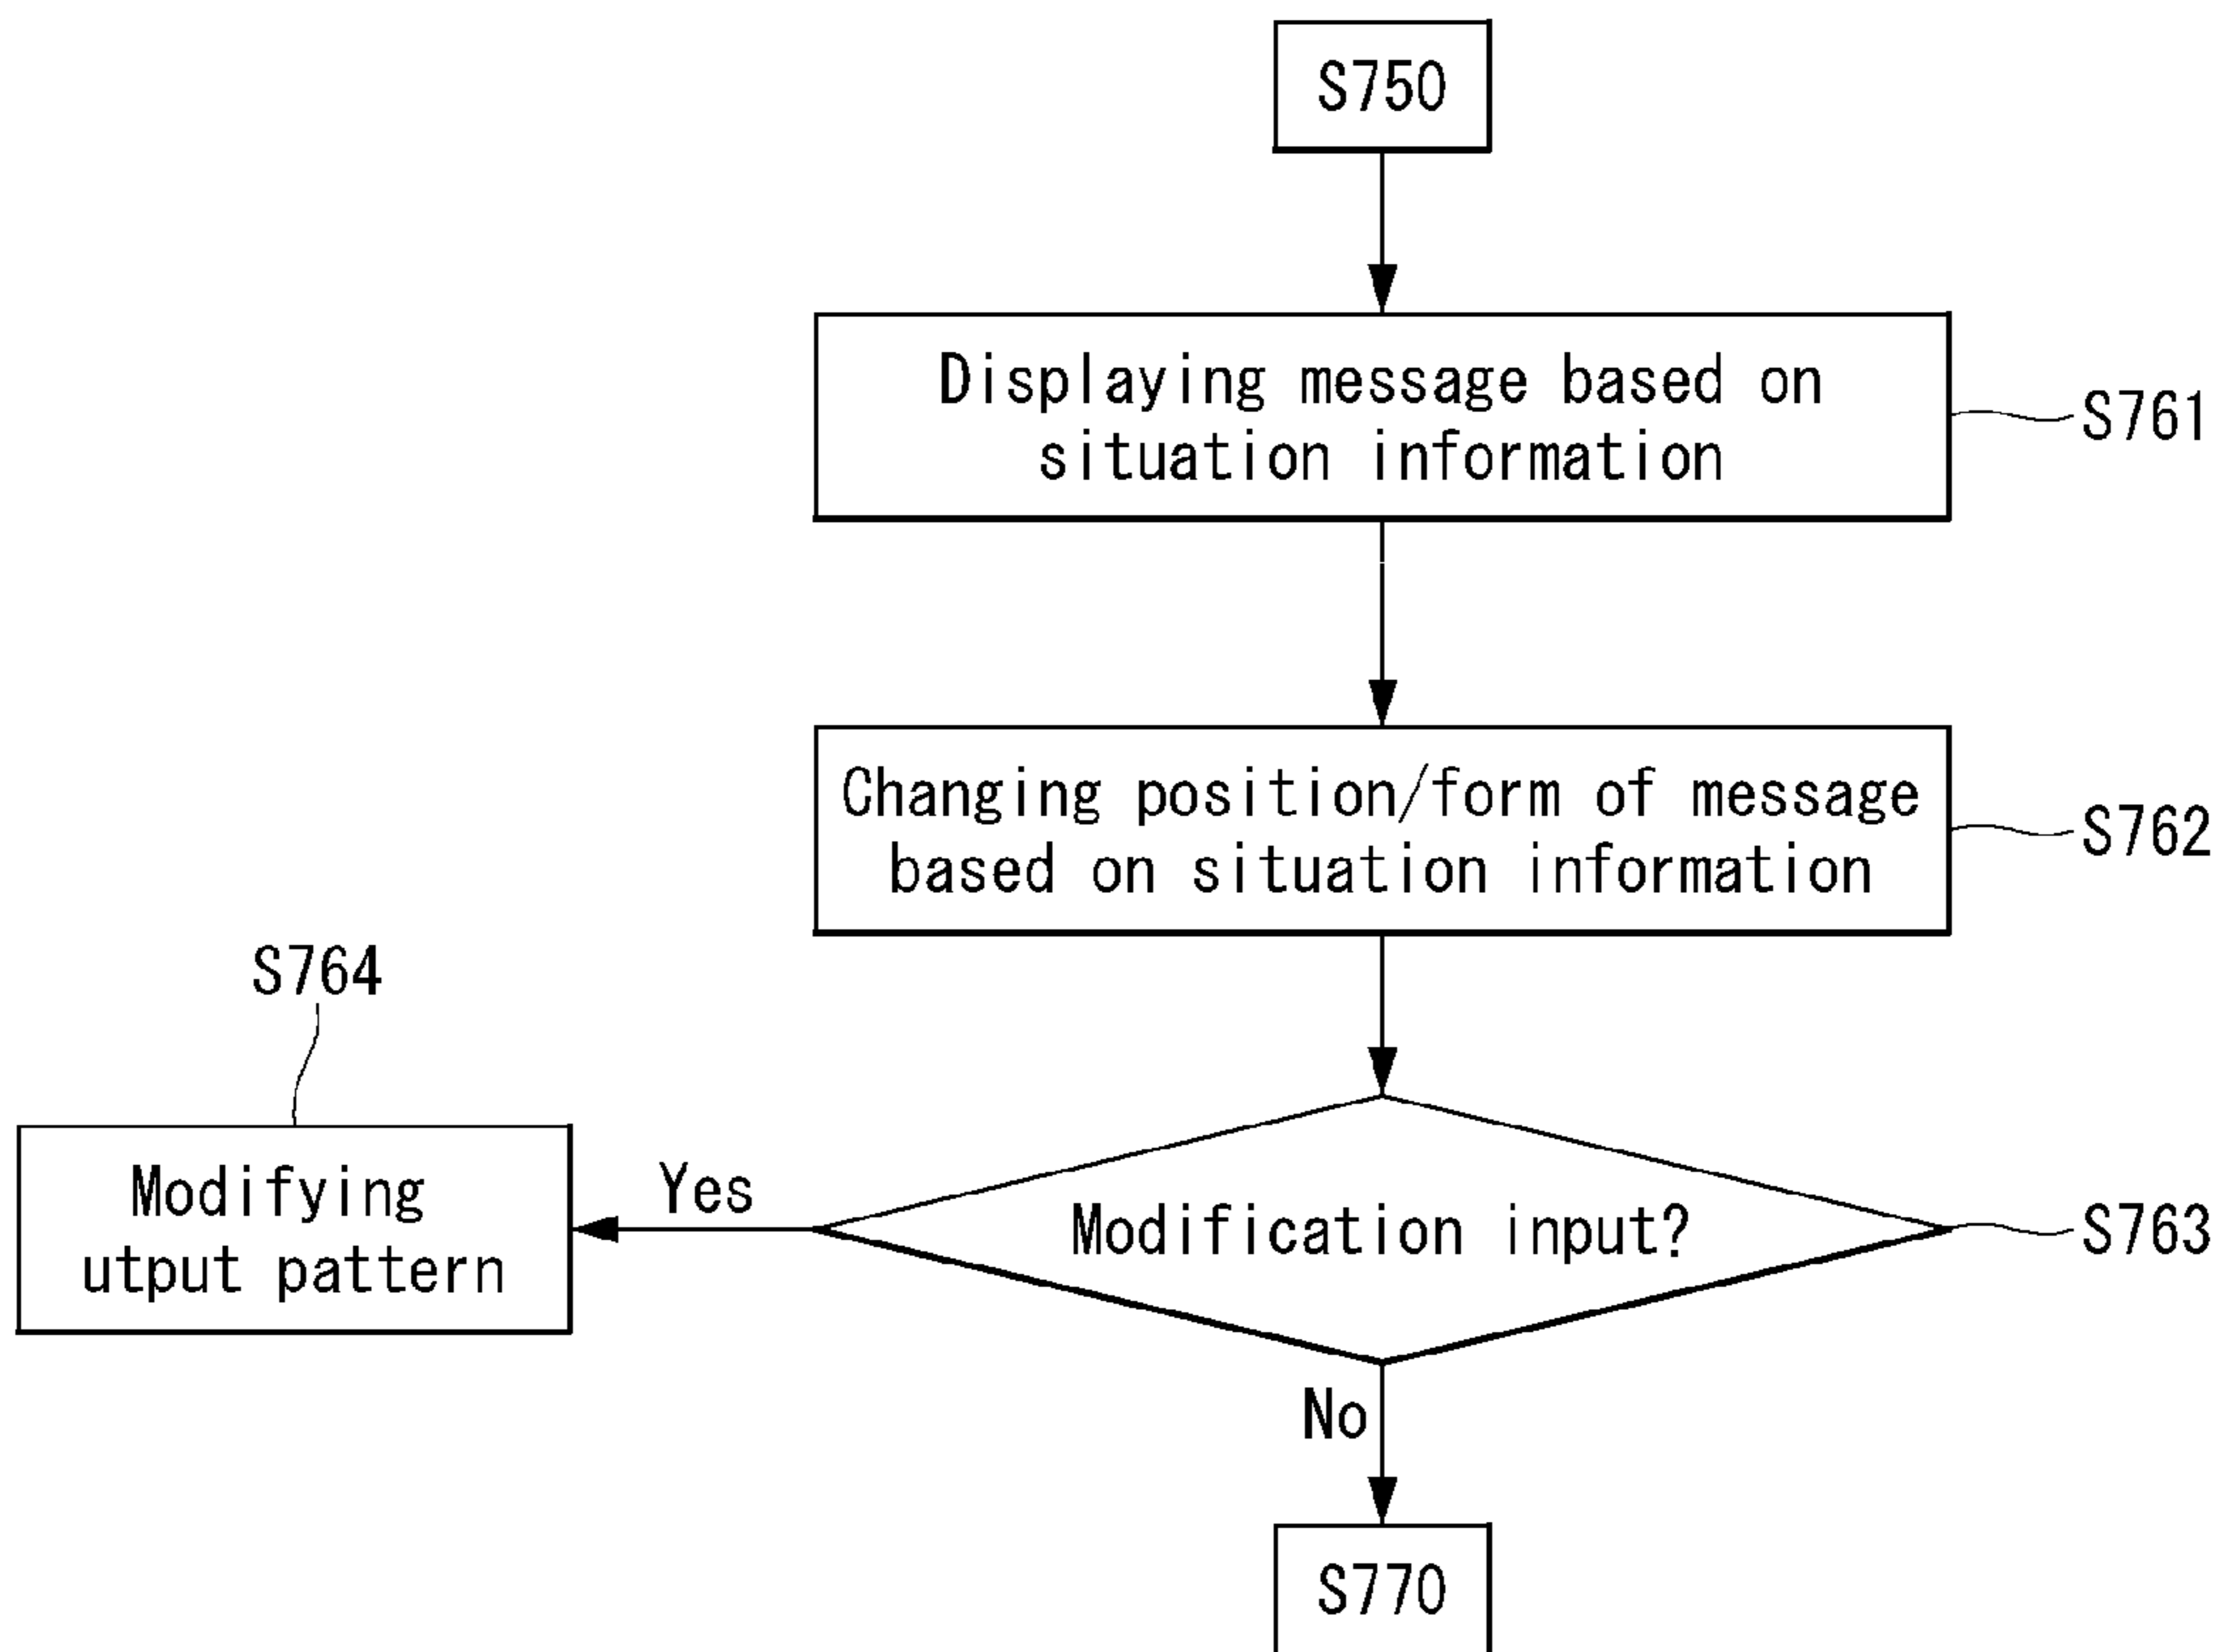 S750
Displaying message based on
situation information
S761
Changing position/form of message
based on situation information
S762
S764
Modifying
utput pattern
Yes
Modification input?
S763
No
S770